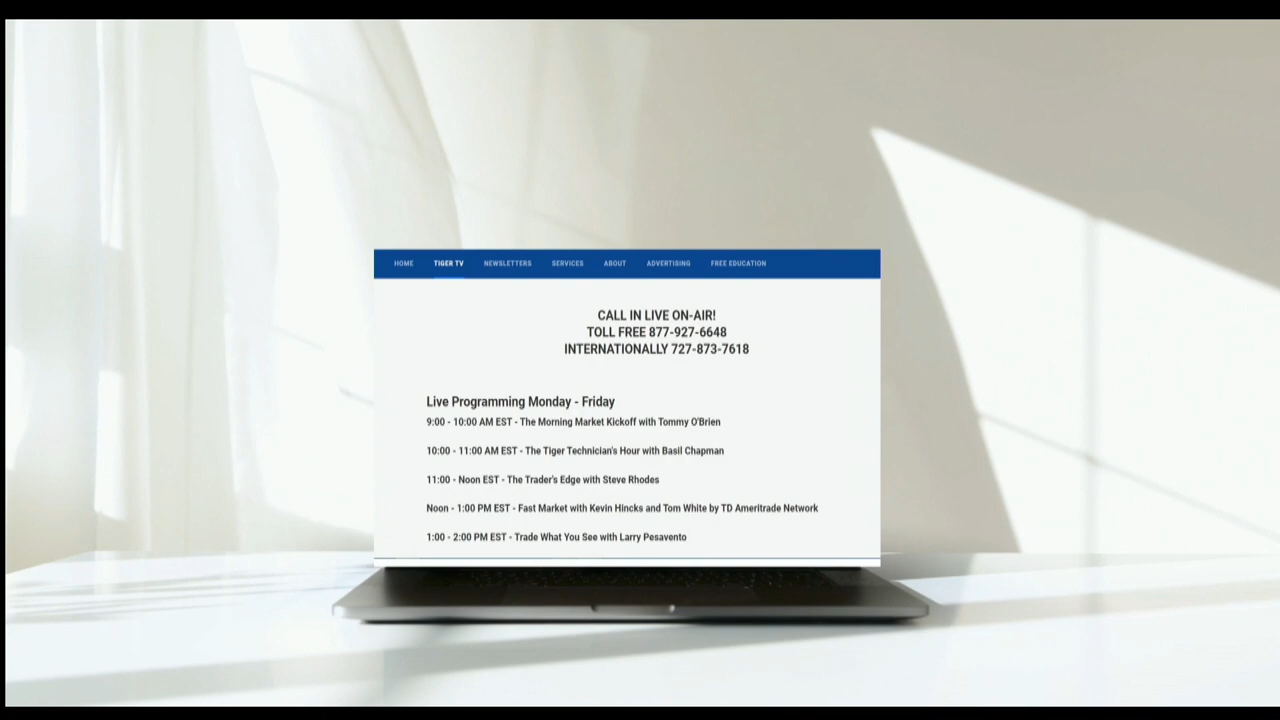 HOME TIGER TV NEWSLETTERS SERVICES ABOUT ADVERTISING FREE EDUCATION
CALL IN LIVE ON-AIR!
TOLL FREE 877-927-6648
INTERNATIONALLY 727-873-7618
Live Programming Monday - Friday
9:00 - 10:00 AM EST - The Morning Market Kickoff with Tommy O'Brien
10:00 - 11:00 AM EST - The Tiger Technician's Hour with Basil Chapman
11:00 - Noon EST - The Trader's Edge with Steve Rhodes
Noon - 1:00 PM EST - Fast Market with Kevin Hincks and Tom White by TD Ameritrade Network
1:00 - 2:00 PM EST - Trade What You See with Larry Pesavento